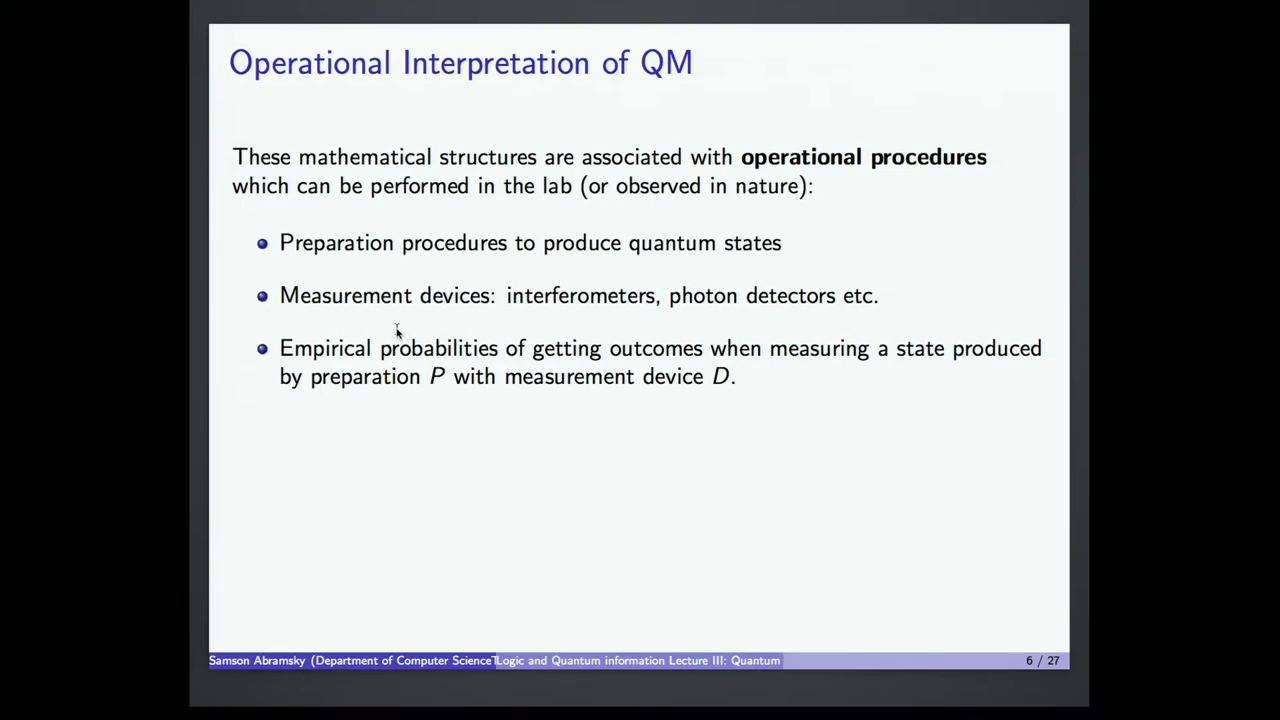 Operational Interpretation of QM
These mathematical structures are associated with operational procedures
which can be performed in the lab (or observed in nature):
Preparation procedures to produce quantum states
Measurement devices: interferometers, photon detectors etc.
Empirical probabilities of getting outcomes when measuring a state produced
by preparation P with measurement device D.
Samson Abramsky (Department of Computer Science Logic and Quantum information Lecture III: Quantum 6 / 27